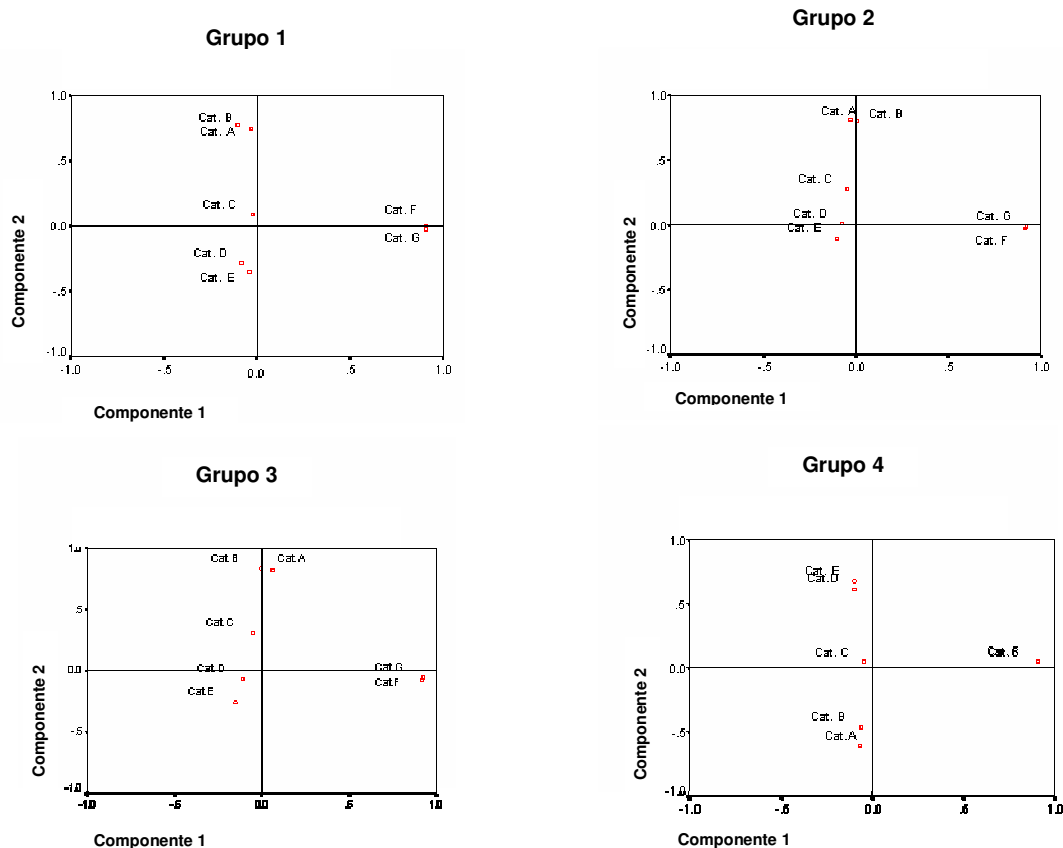 Grupo 1
1.0
Cat. B
Cat. A
.5
Cat. C
Cat. F
0.0
Cat. G
Cat. D
Cat. E
-.5
-1.0
-1.0
-.5
0.0
.5
1.0
Componente 2
Componente 1
Grupo 2
1.0
Cat. A
Cat. B
.5
Cat. C
Cat. D
Cat. G
0.0
Cat. E
Cat. F
-.5
-1.0
-1.0
-.5
0.0
.5
1.0
Componente 2
Componente 1
Grupo 3
1.0
Cat.B
Cat.A
.5
Cat.C
0.0
Cat.D
Cat.G
Cat.F
Cat.E
-.5
-1.0
-1.0
-.5
0.0
.5
1.0
Componente 2
Componente 1
Grupo 4
1.0
Cat. E
Cat.D
.5
Cat. C
0.0
Cat. B
Cat.A
-.5
-1.0
-1.0
-.5
0.0
.5
1.0
Componente 2
Componente 1